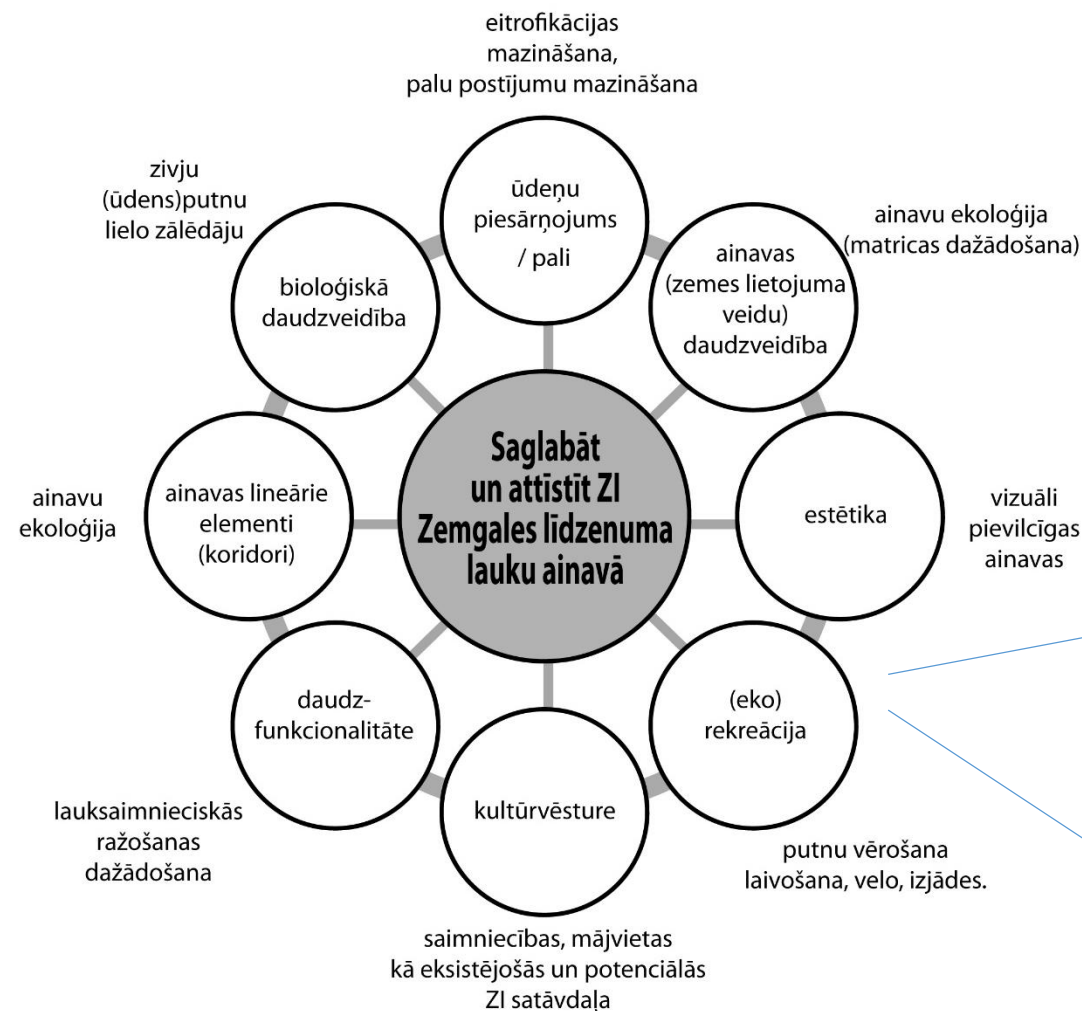 eitrofikācijas
mazināšana,
palu postījumu mazināšana
ūdeņu
piesārņojums
/ pali
zivju
(ūdens)putnu
lielo zālēdāju
bioloģiskā
daudzveidība
ainavu ekoloģija
(matricas dažādošana)
ainavas
(zemes lietojuma
veidu)
daudzveidība
Saglabāt
un attīstīt ZI
Zemgales līdzenuma
lauku ainavā
ainavu
ekoloģija
ainavas lineārie
elementi
(koridori)
estētika
vizuāli
pievilcīgas
ainavas
daudz-
funkcionalitāte
lauksaimnieciskās
ražošanas
dažādošana
(eko)
rekreācija
putnu vērošana
laivošana, velo, izjādes.
kultūrvēsture
saimniecības, mājvietas
kā eksistējošās un potenciālās
ZI satāvdaļa